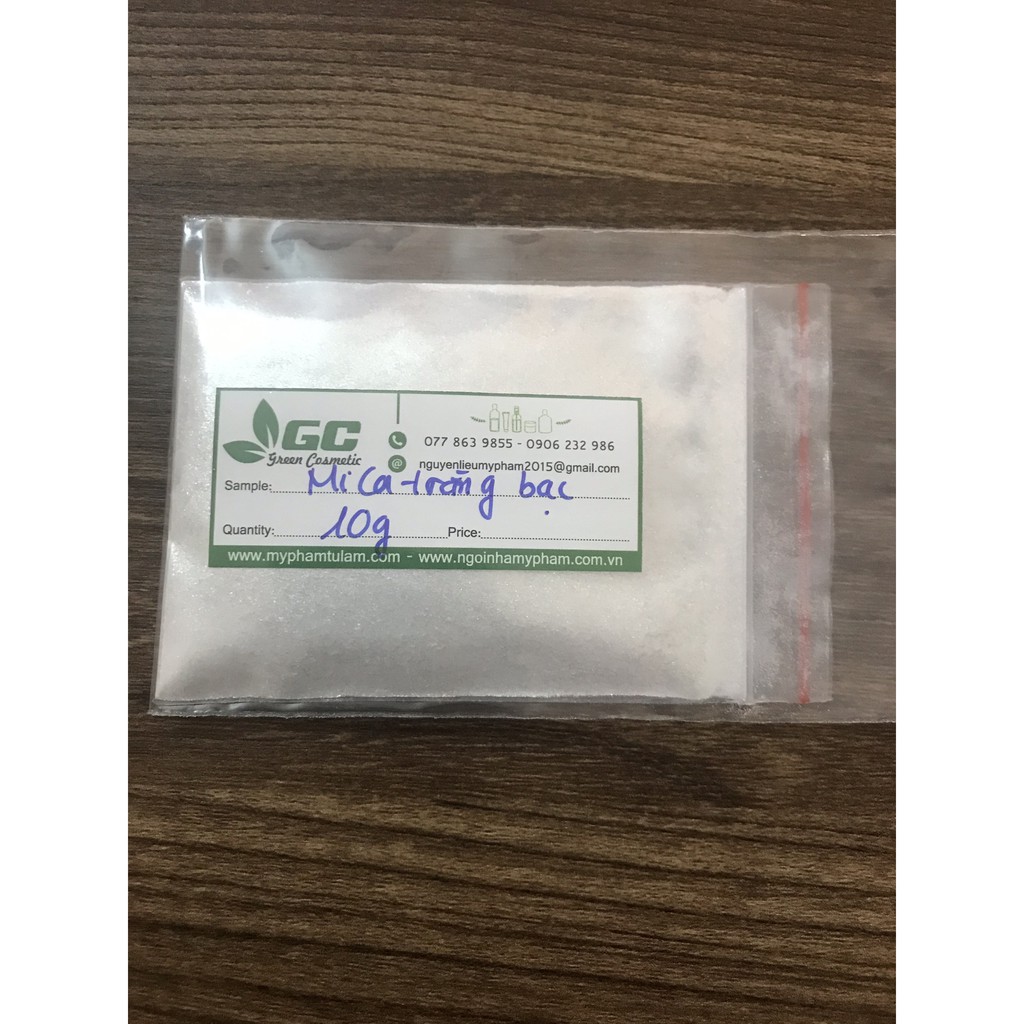 GC
Green Cosmetic
077 863 9855 - 0906 232 986
@ nguyenlieumypham2015@gmail.com
Sample: Mica trắng bạc
Quantity: 10g Price:
www.myphamtulam.com - www.ngoinhamypham.com.vn